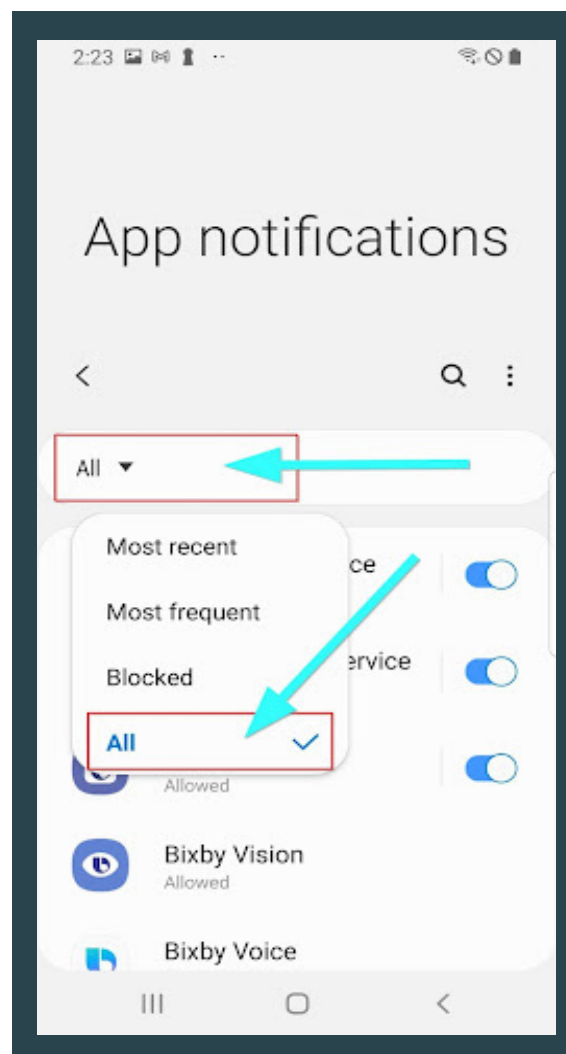 2:23
App notifications
All
Most recent
ce
Most frequent
Blocked
ervice
All
Allowed
Bixby Vision
Allowed
Bixby Voice